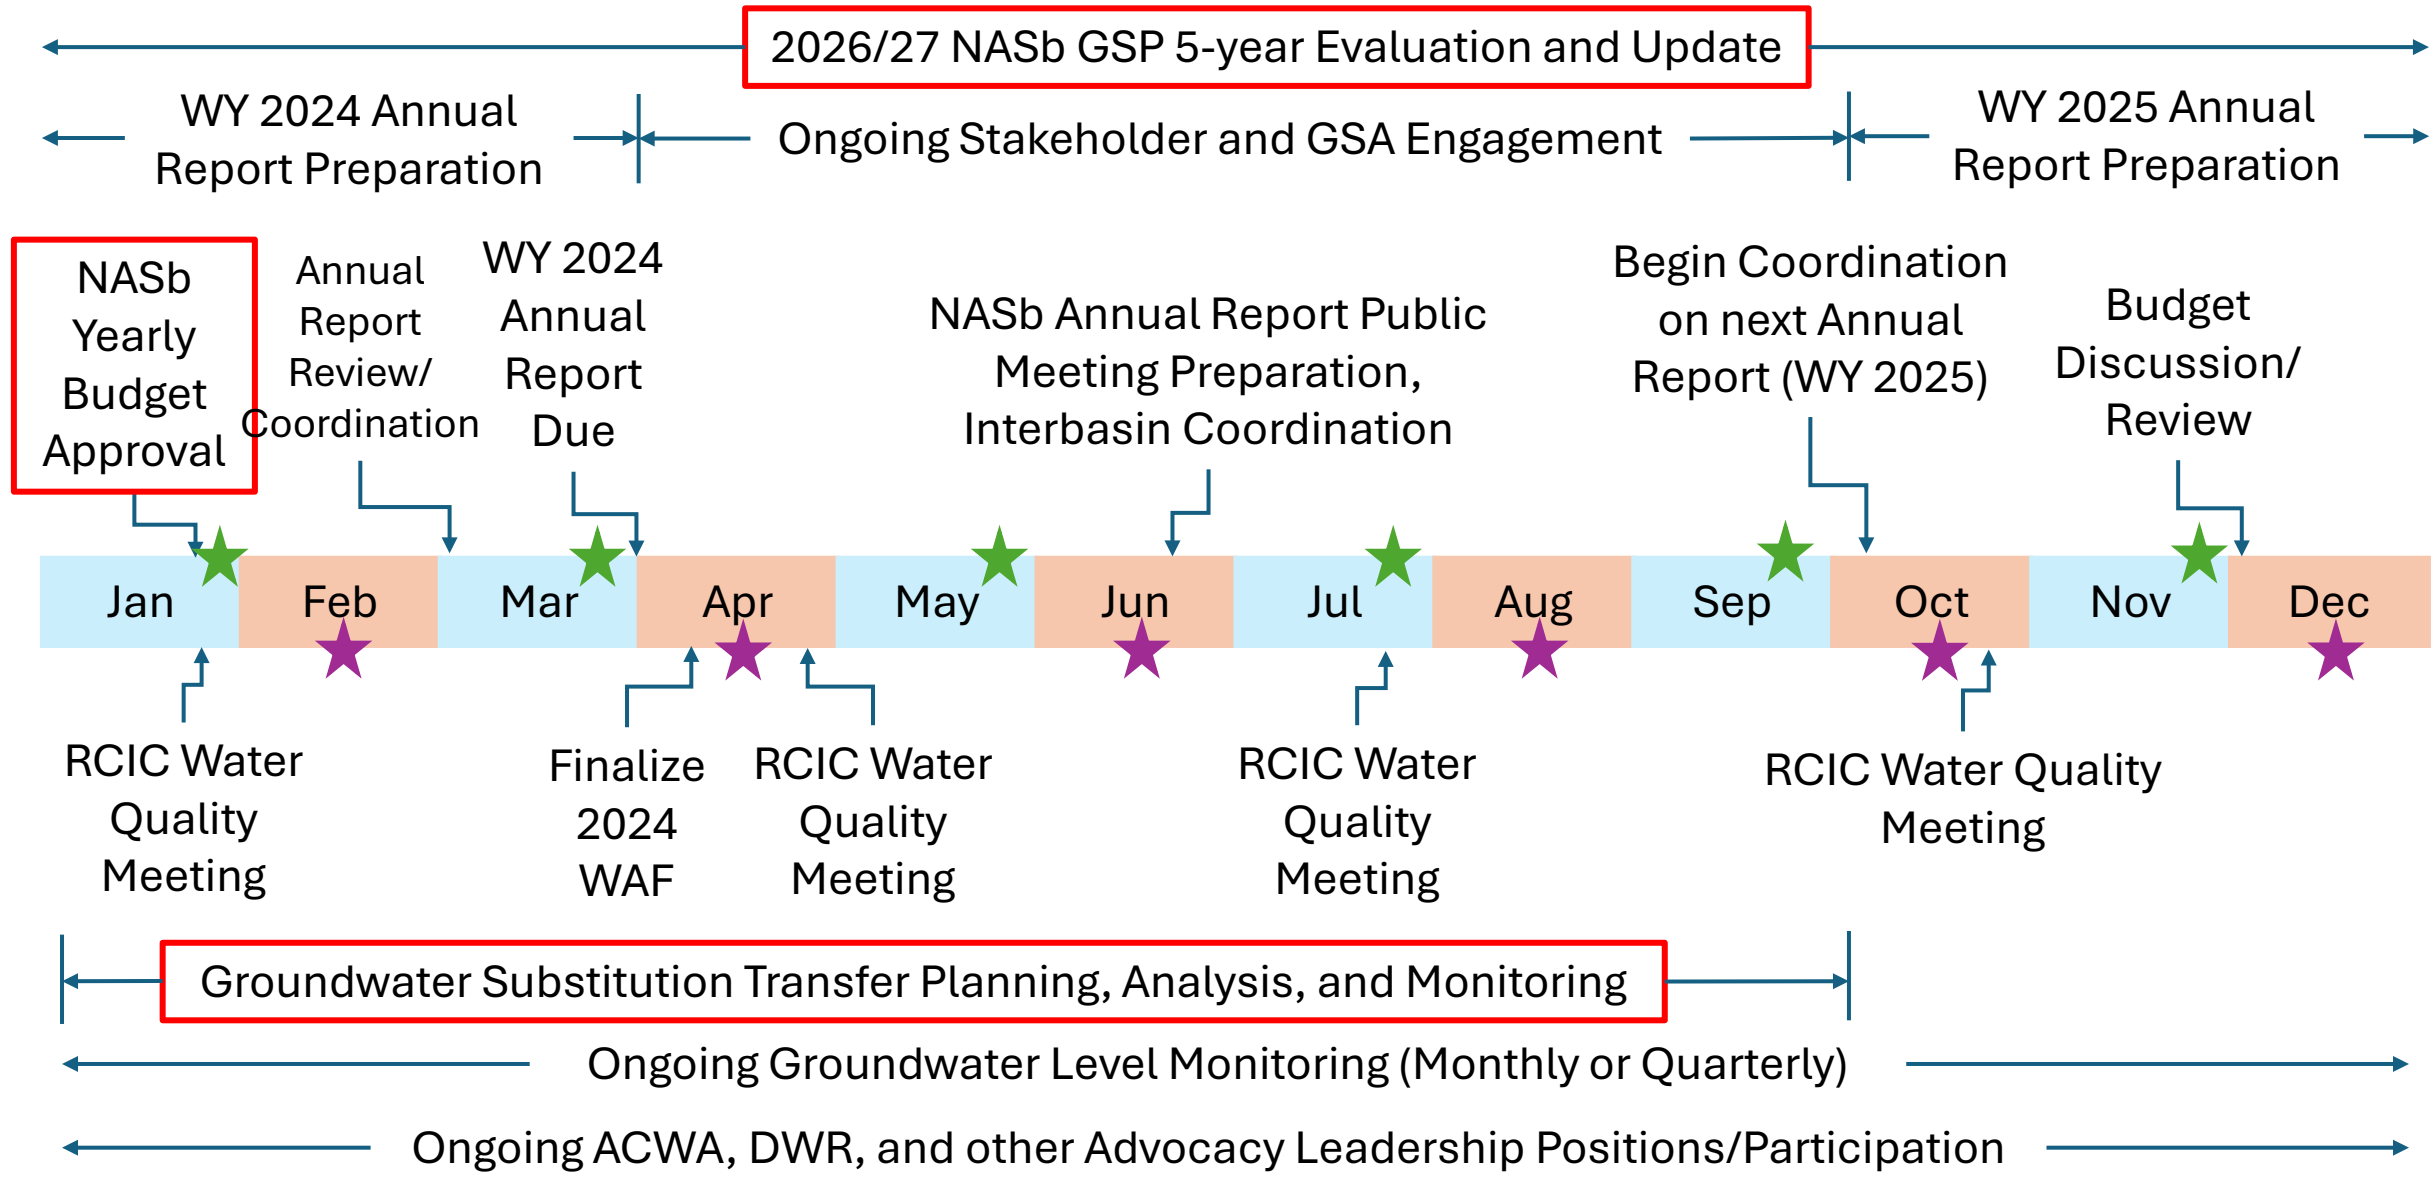 2026/27 NASb GSP 5-year Evaluation and Update
WY 2024 Annual
Report Preparation
Ongoing Stakeholder and GSA Engagement
WY 2025 Annual
Report Preparation
NASb
Yearly
Budget
Approval
Annual
Report
Review/
Coordination
WY 2024
Annual
Report
Due
NASb Annual Report Public
Meeting Preparation,
Interbasin Coordination
Begin Coordination
on next Annual
Report (WY 2025)
Budget
Discussion/
Review
Jan
Feb
Mar
Apr
May
Jun
Jul
Aug
Sep
Oct
Nov
Dec
RCIC Water
Quality
Meeting
Finalize
2024
WAF
RCIC Water
Quality
Meeting
RCIC Water
Quality
Meeting
RCIC Water Quality
Meeting
Groundwater Substitution Transfer Planning, Analysis, and Monitoring
Ongoing Groundwater Level Monitoring (Monthly or Quarterly)
Ongoing ACWA, DWR, and other Advocacy Leadership Positions/Participation